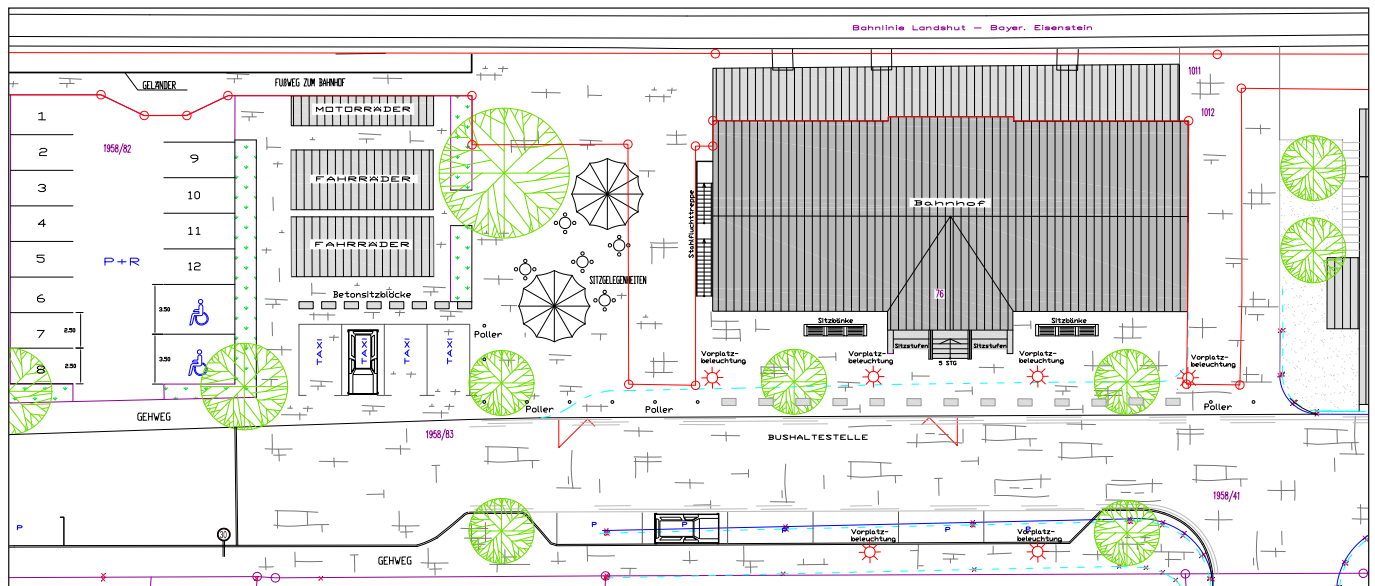 Bahnlinie Landshut – Bayer. Eisenstein
GELÄNDER
FUßWEG ZUM BAHNHOF
1011
1012
MOTORRÄDER
FAHRRÄDER
FAHRRÄDER
1
2
3
4
5
6
7
8
1958/82
9
10
11
12
P+R
3.50
3.50
2.50
2.50
Betonsitzblöcke
TAXI
TAXI
TAXI
TAXI
SITZGELEGENHEITEN
Stahlfluchttreppe
Bahnhof
76
Sitzbänke
Sitzbänke
Sitzstufen
Sitzstufen
5 STG
Poller
Poller
Poller
Poller
Vorplatz-
beleuchtung
Vorplatz-
beleuchtung
Vorplatz-
beleuchtung
Vorplatz-
beleuchtung
GEHWEG
1958/83
BUSHALTESTELLE
1958/41
P
30
P
P
P
P
P
Vorplatz-
beleuchtung
Vorplatz-
beleuchtung
GEHWEG